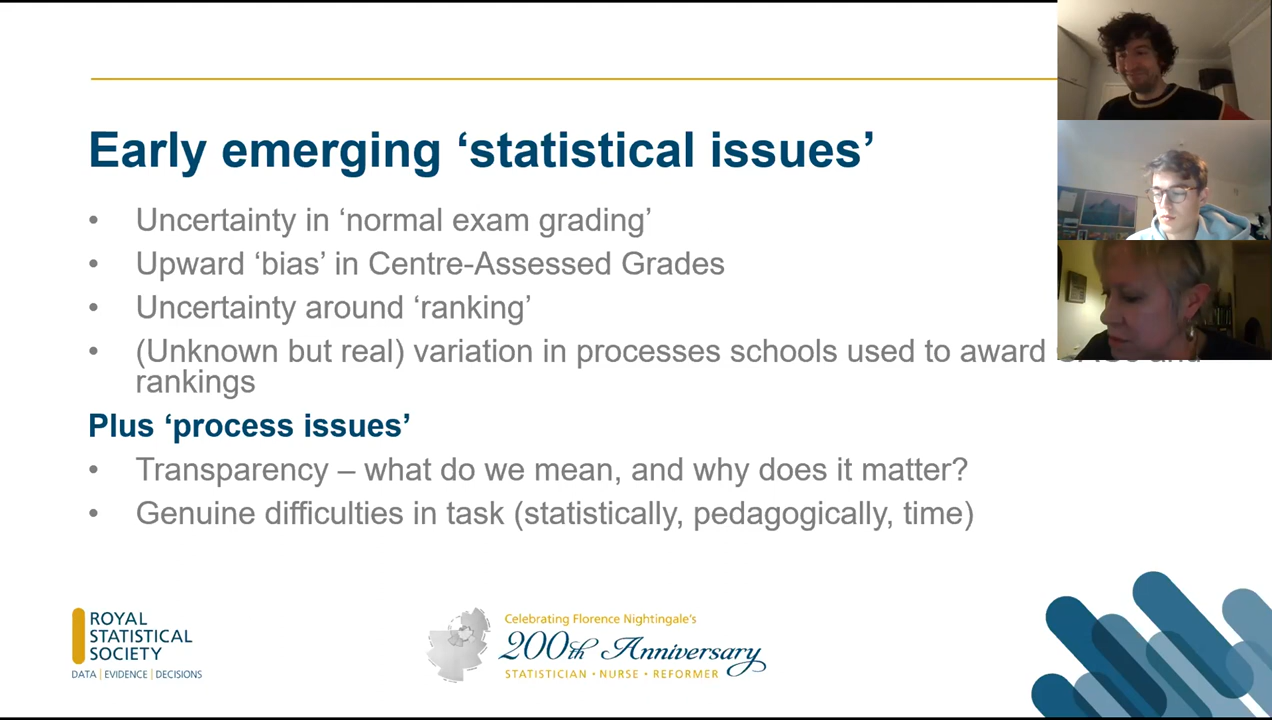 Early emerging ‘statistical issues’
• Uncertainty in ‘normal exam grading’
• Upward ‘bias’ in Centre-Assessed Grades
• Uncertainty around ‘ranking’
• (Unknown but real) variation in processes schools used to award and
rankings
Plus ‘process issues’
• Transparency – what do we mean, and why does it matter?
• Genuine difficulties in task (statistically, pedagogically, time)
ROYAL
STATISTICAL
SOCIETY
DATA | EVIDENCE | DECISIONS
Celebrating Florence Nightingale's
200th Anniversary
STATISTICIAN • NURSE • REFORMER